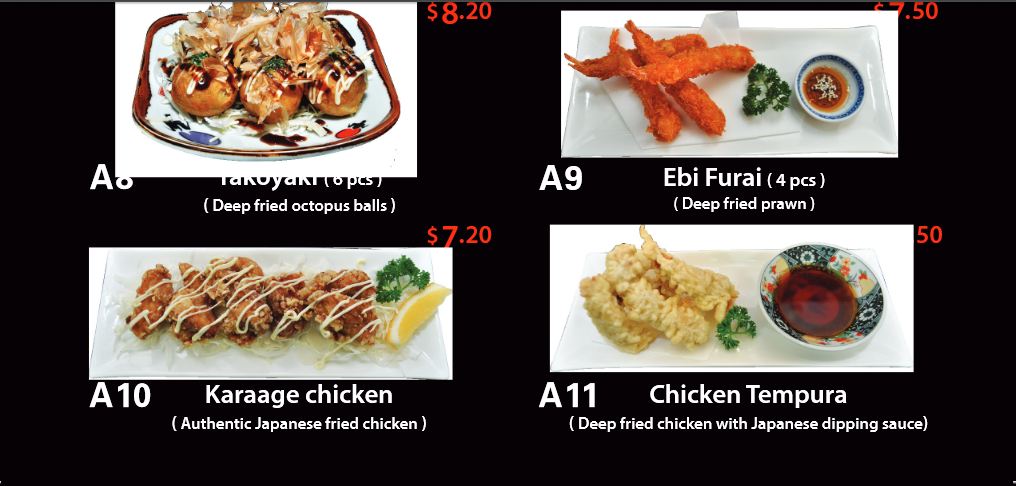 $8.20
$7.50
A8 Takoyaki ( 6 pcs )
( Deep fried octopus balls )
A9 Ebi Furai ( 4 pcs )
( Deep fried prawn )
$7.20
50
A10 Karaage chicken
( Authentic Japanese fried chicken )
A11 Chicken Tempura
( Deep fried chicken with Japanese dipping sauce)